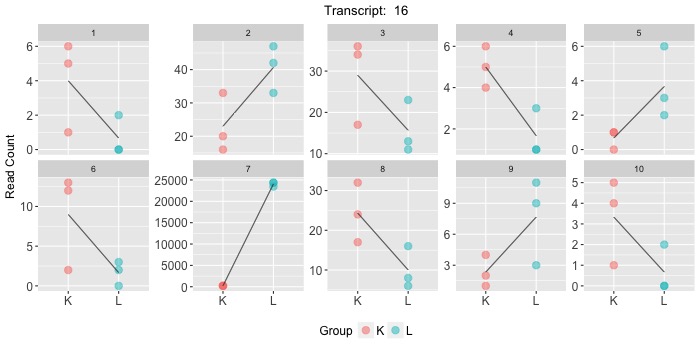 Transcript: 16
1 2 3 4 5
6 4 2 0
40 30 20
30 20 10
6 4 2
6 4 2 0
Read Count
6 7 8 9 10
10 5 0
25000 20000 15000 10000 5000 0
30 20 10
9 6 3
5 4 3 2 1 0
K L K L K L K L K L
Group K L